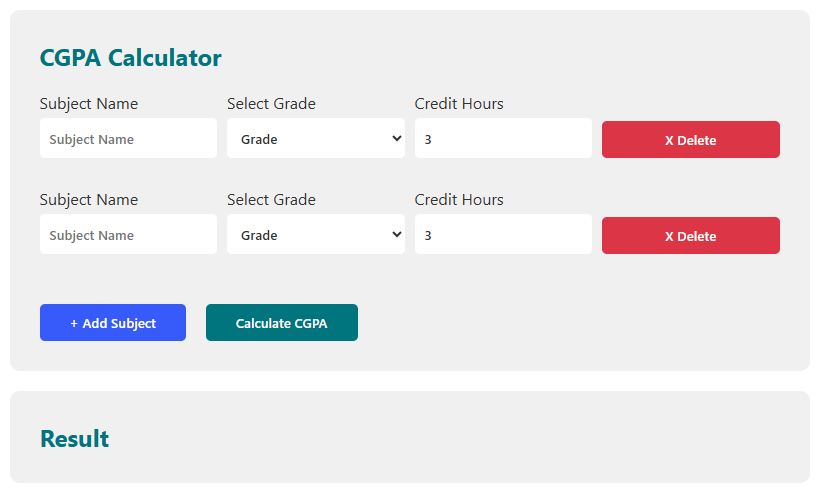 CGPA Calculator
Subject Name Select Grade Credit Hours
Subject Name Grade 3 X Delete
Subject Name Select Grade Credit Hours
Subject Name Grade 3 X Delete
+ Add Subject Calculate CGPA
Result